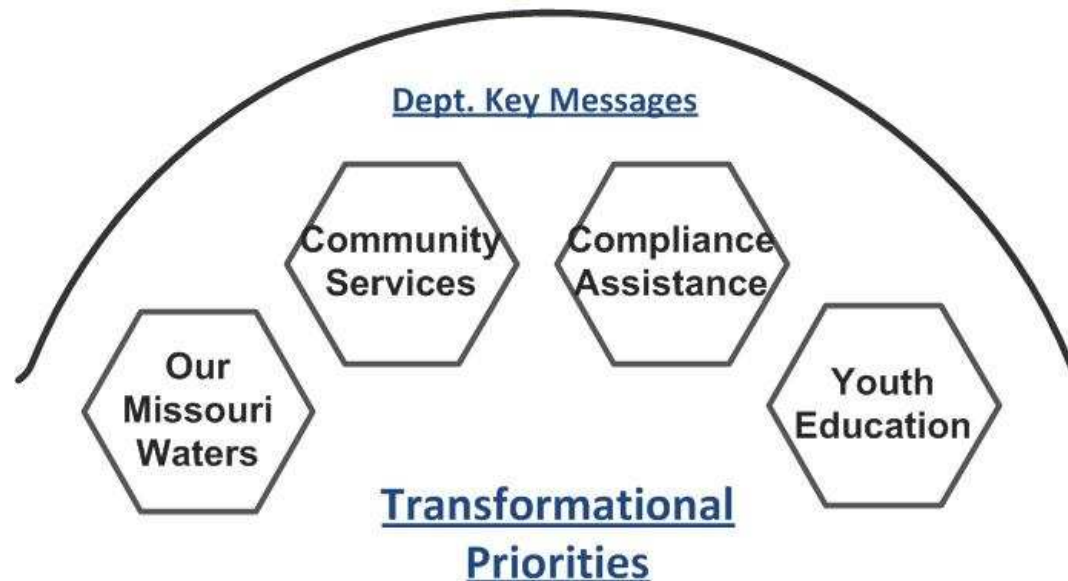 Dept. Key Messages
Community
Services
Compliance
Assistance
Our
Missouri
Waters
Youth
Education
Transformational
Priorities